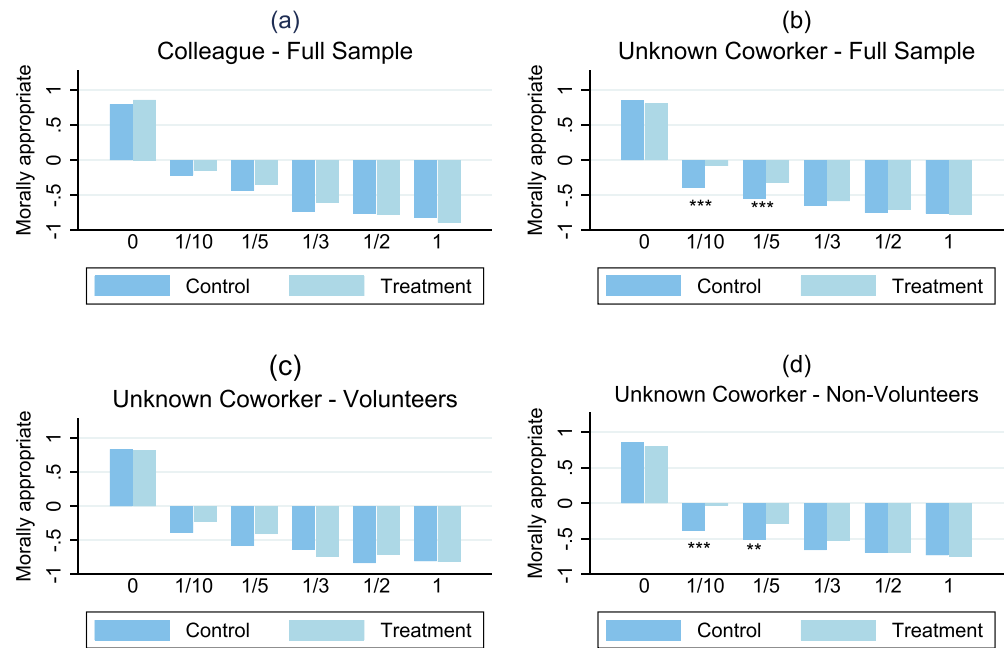 (a)
Colleague - Full Sample
Morally appropriate
1
.5
0
-.5
-1
0 1/10 1/5 1/3 1/2 1
Control Treatment
(b)
Unknown Coworker - Full Sample
Morally appropriate
1
.5
0
-.5
-1
*** ***
0 1/10 1/5 1/3 1/2 1
Control Treatment
(c)
Unknown Coworker - Volunteers
Morally appropriate
1
.5
0
-.5
-1
0 1/10 1/5 1/3 1/2 1
Control Treatment
(d)
Unknown Coworker - Non-Volunteers
Morally appropriate
1
.5
0
-.5
-1
*** **
0 1/10 1/5 1/3 1/2 1
Control Treatment